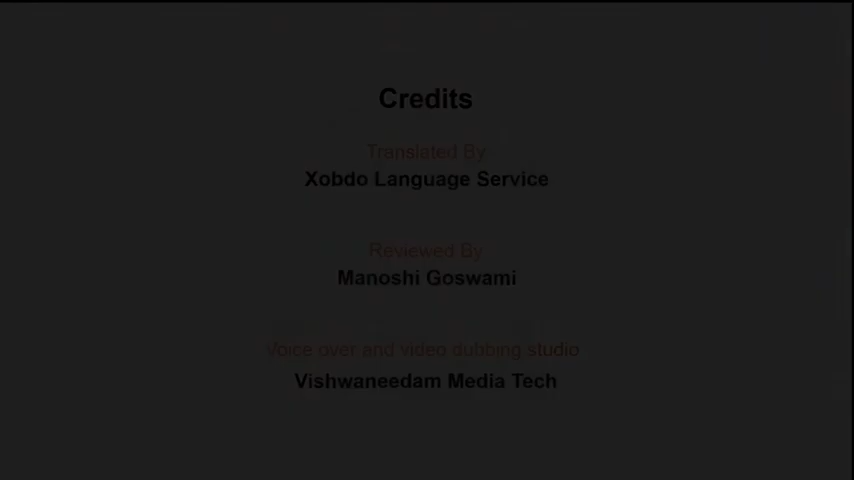 Credits
Translated By
Xobdo Language Service
Reviewed By
Manoshi Goswami
Voice over and video dubbing studio
Vishwaneedam Media Tech